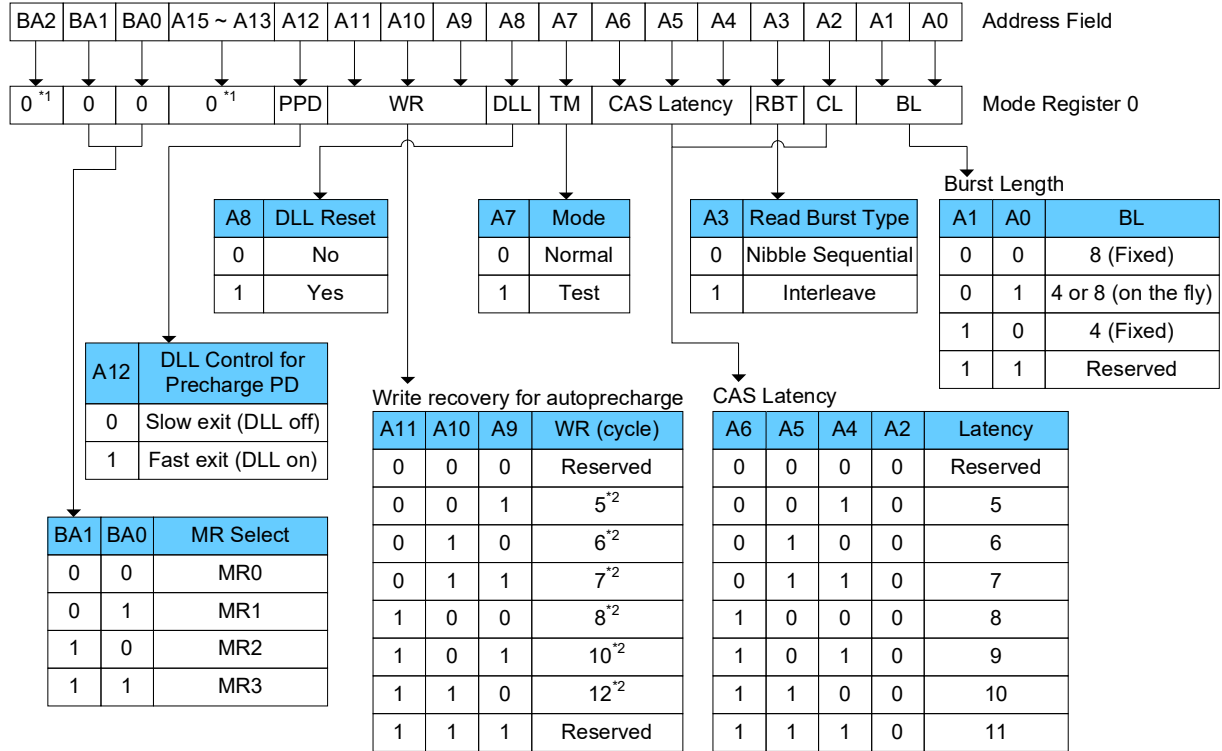 BA2 BA1 BA0 A15 ~ A13 A12 A11 A10 A9 A8 A7 A6 A5 A4 A3 A2 A1 A0 Address Field
0 *1 0 0 0 *1 PPD WR DLL TM CAS Latency RBT CL BL Mode Register 0
A8 DLL Reset
0 No
1 Yes
A7 Mode
0 Normal
1 Test
A3 Read Burst Type
0 Nibble Sequential
1 Interleave
Burst Length
A1 A0 BL
0 0 8 (Fixed)
0 1 4 or 8 (on the fly)
1 0 4 (Fixed)
1 1 Reserved
A12 DLL Control for
Precharge PD
0 Slow exit (DLL off)
1 Fast exit (DLL on)
BA1 BA0 MR Select
0 0 MR0
0 1 MR1
1 0 MR2
1 1 MR3
Write recovery for autoprecharge
A11 A10 A9 WR (cycle)
0 0 0 Reserved
0 0 1 5*2
0 1 0 6*2
0 1 1 7*2
1 0 0 8*2
1 0 1 10*2
1 1 0 12*2
1 1 1 Reserved
CAS Latency
A6 A5 A4 A2 Latency
0 0 0 0 Reserved
0 0 1 0 5
0 1 0 0 6
0 1 1 0 7
1 0 0 0 8
1 0 1 0 9
1 1 0 0 10
1 1 1 0 11